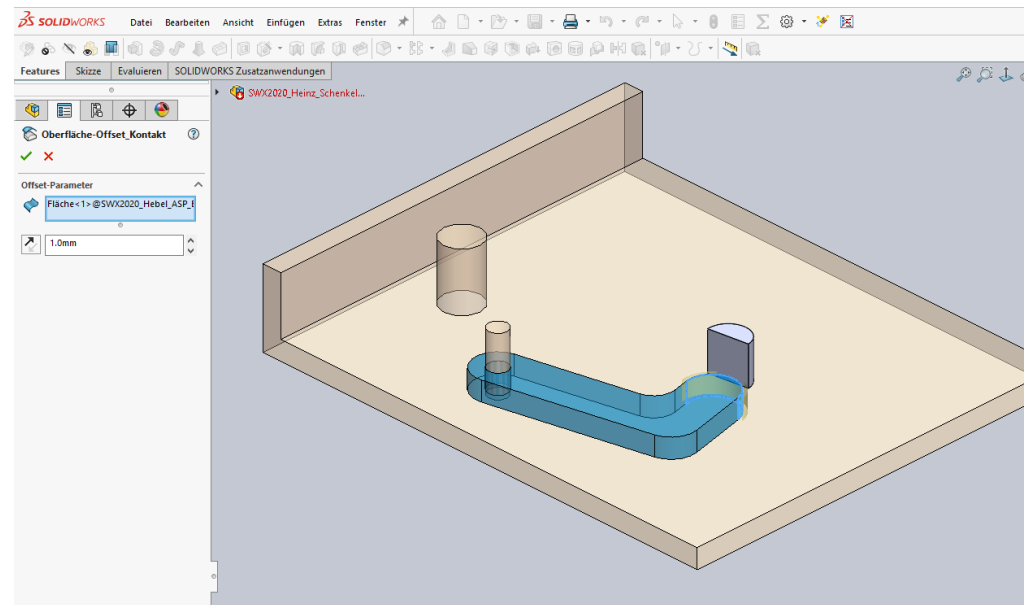 SOLIDWORKS
Datei Bearbeiten Ansicht Einfügen Extras Fenster
Features Skizze Evaluieren SOLIDWORKS Zusatzanwendungen
SWX2020_Heinz_Schenkel...
Oberfläche-Offset_Kontakt
Offset-Parameter
Fläche<1>@SWX2020_Hebel_ASP_
1.0mm